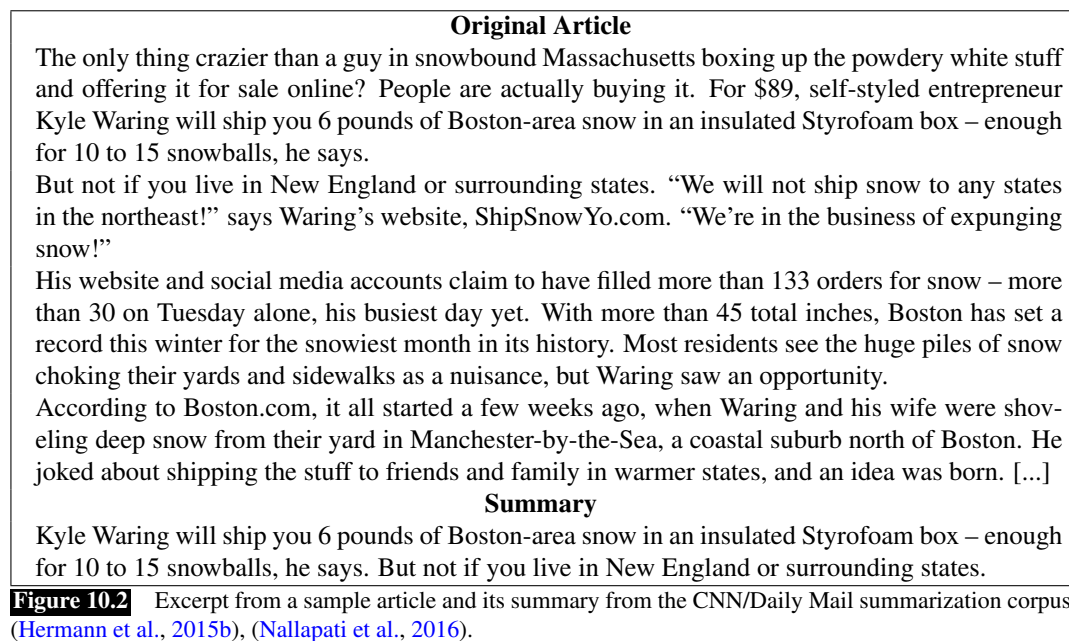 Original Article
The only thing crazier than a guy in snowbound Massachusetts boxing up the powdery white stuff
and offering it for sale online? People are actually buying it. For $89, self-styled entrepreneur
Kyle Waring will ship you 6 pounds of Boston-area snow in an insulated Styrofoam box – enough
for 10 to 15 snowballs, he says.
But not if you live in New England or surrounding states. “We will not ship snow to any states
in the northeast!” says Waring’s website, ShipSnowYo.com. “We’re in the business of expunging
snow!”
His website and social media accounts claim to have filled more than 133 orders for snow – more
than 30 on Tuesday alone, his busiest day yet. With more than 45 total inches, Boston has set a
record this winter for the snowiest month in its history. Most residents see the huge piles of snow
choking their yards and sidewalks as a nuisance, but Waring saw an opportunity.
According to Boston.com, it all started a few weeks ago, when Waring and his wife were shov-
eling deep snow from their yard in Manchester-by-the-Sea, a coastal suburb north of Boston. He
joked about shipping the stuff to friends and family in warmer states, and an idea was born. [...]
Summary
Kyle Waring will ship you 6 pounds of Boston-area snow in an insulated Styrofoam box – enough
for 10 to 15 snowballs, he says. But not if you live in New England or surrounding states.
Figure 10.2 Excerpt from a sample article and its summary from the CNN/Daily Mail summarization corpus
(Hermann et al., 2015b), (Nallapati et al., 2016).